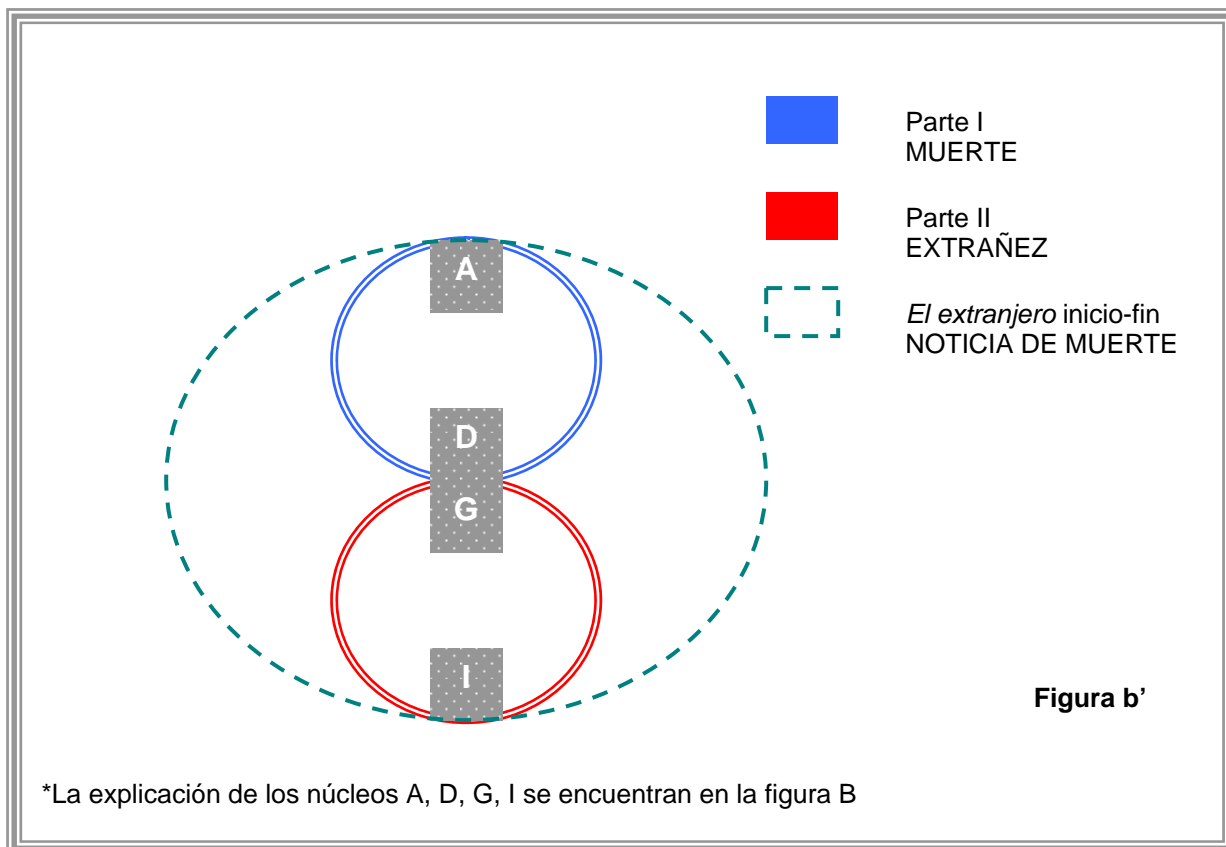 Parte I
MUERTE
Parte II
EXTRAÑEZ
El extranjero inicio-fin
NOTICIA DE MUERTE
A
D
G
I
Figura b’
*La explicación de los núcleos A, D, G, I se encuentran en la figura B